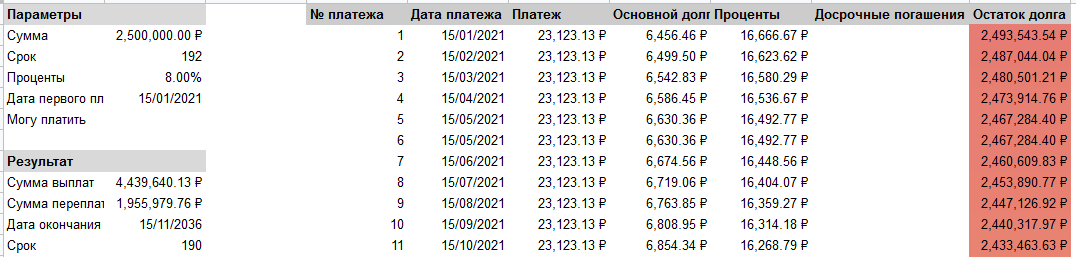 Параметры № платежа Дата платежа Платеж Основной долг Проценты Досрочные погашения Остаток долга
Сумма 2,500,000.00 ₽ 1 15/01/2021 23,123.13 ₽ 6,456.46 ₽ 16,666.67 ₽ 2,493,543.54 ₽
Срок 192 2 15/02/2021 23,123.13 ₽ 6,499.50 ₽ 16,623.62 ₽ 2,487,044.04 ₽
Проценты 8.00% 3 15/03/2021 23,123.13 ₽ 6,542.83 ₽ 16,580.29 ₽ 2,480,501.21 ₽
Дата первого пл 15/01/2021 4 15/04/2021 23,123.13 ₽ 6,586.45 ₽ 16,536.67 ₽ 2,473,914.76 ₽
Могу платить 5 15/05/2021 23,123.13 ₽ 6,630.36 ₽ 16,492.77 ₽ 2,467,284.40 ₽
6 15/05/2021 23,123.13 ₽ 6,630.36 ₽ 16,492.77 ₽ 2,467,284.40 ₽
Результат 7 15/06/2021 23,123.13 ₽ 6,674.56 ₽ 16,448.56 ₽ 2,460,609.83 ₽
Сумма выплат 4,439,640.13 ₽ 8 15/07/2021 23,123.13 ₽ 6,719.06 ₽ 16,404.07 ₽ 2,453,890.77 ₽
Сумма переплат 1,955,979.76 ₽ 9 15/08/2021 23,123.13 ₽ 6,763.85 ₽ 16,359.27 ₽ 2,447,126.92 ₽
Дата окончания 15/11/2036 10 15/09/2021 23,123.13 ₽ 6,808.95 ₽ 16,314.18 ₽ 2,440,317.97 ₽
Срок 190 11 15/10/2021 23,123.13 ₽ 6,854.34 ₽ 16,268.79 ₽ 2,433,463.63 ₽